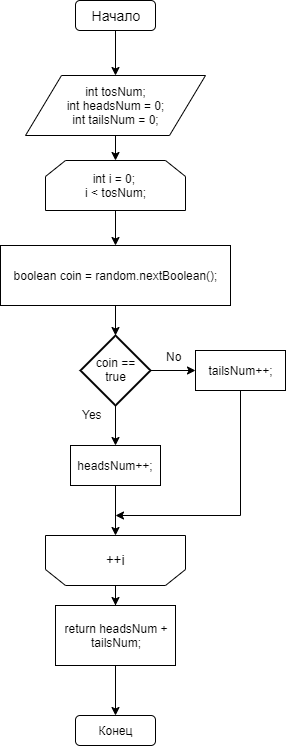 Начало
int tosNum;
int headsNum = 0;
int tailsNum = 0;
int i = 0;
i < tosNum;
boolean coin = random.nextBoolean();
coin ==
true
No
tailsNum++;
Yes
headsNum++;
++i
return headsNum +
tailsNum;
Конец